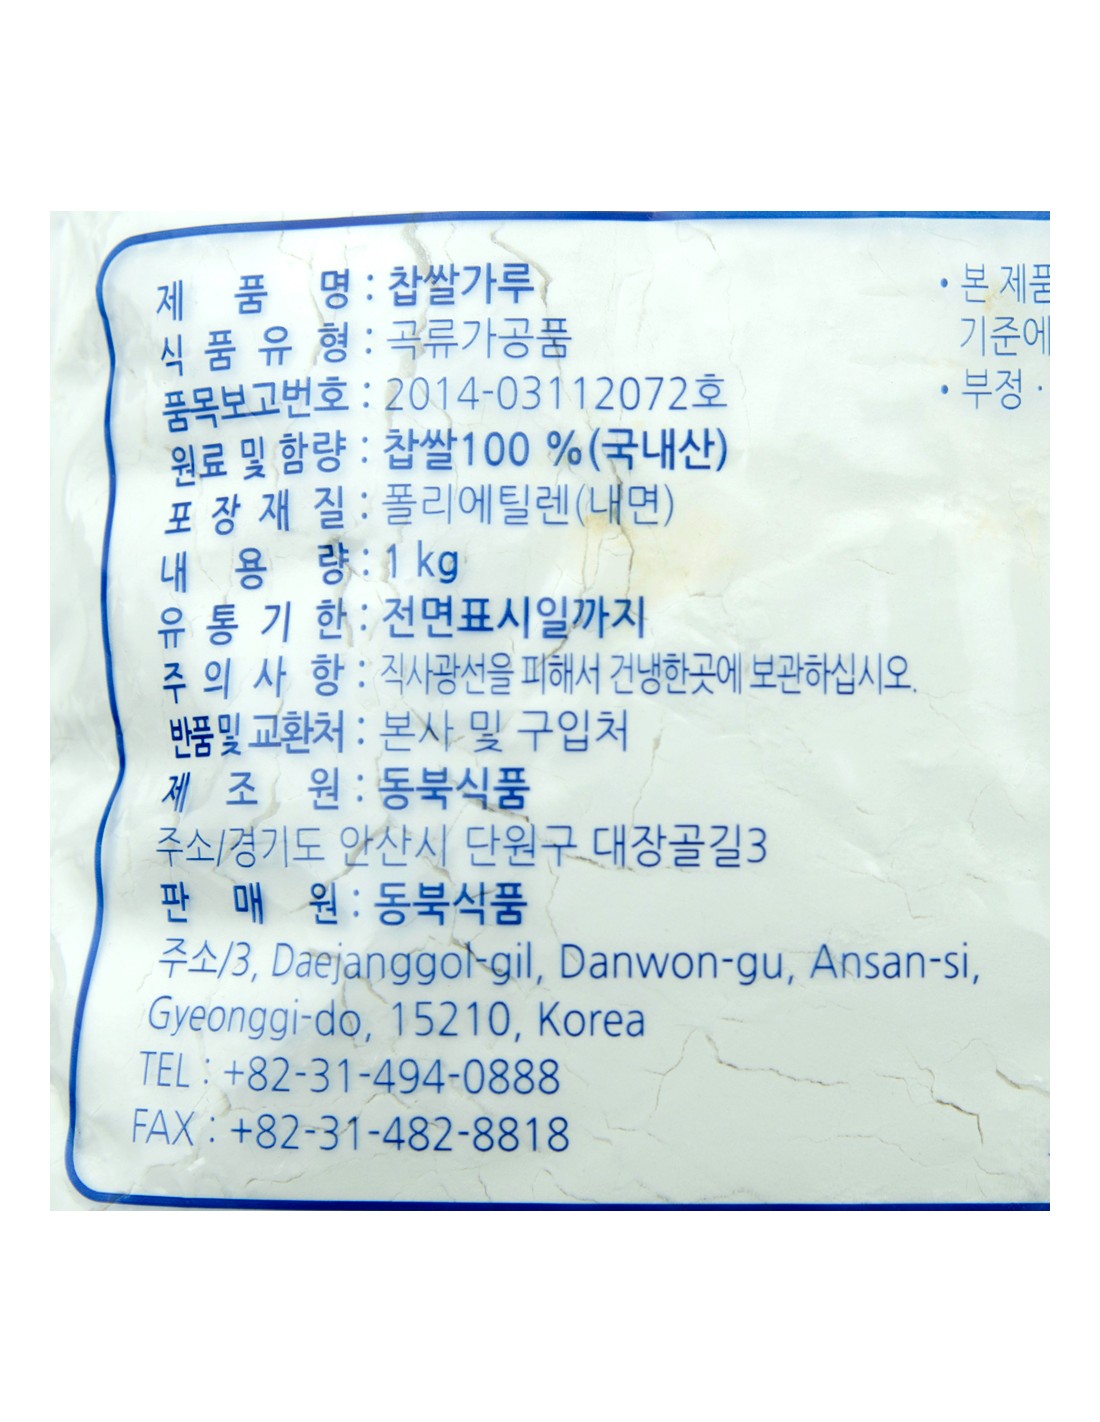 제 품 명 : 찹쌀가루
식 품 유 형 : 곡류가공품
품목보고번호 : 2014-03112072호
원료 및 함량 : 찹쌀100 %(국내산)
포 장 재 질 : 폴리에틸렌(내면)
내 용 량 : 1 kg
유 통 기 한 : 전면표시일까지
주 의 사 항 : 직사광선을 피해서 건냉한곳에 보관하십시오.
반품및교환처 : 본사 및 구입처
제 조 원 : 동북식품
주소/경기도 안산시 단원구 대장골길3
판 매 원 : 동북식품
주소/3, Daejanggol-gil, Danwon-gu, Ansan-si,
Gyeonggi-do, 15210, Korea
TEL : +82-31-494-0888
FAX : +82-31-482-8818
• 본 제품
기준에
• 부정 ·